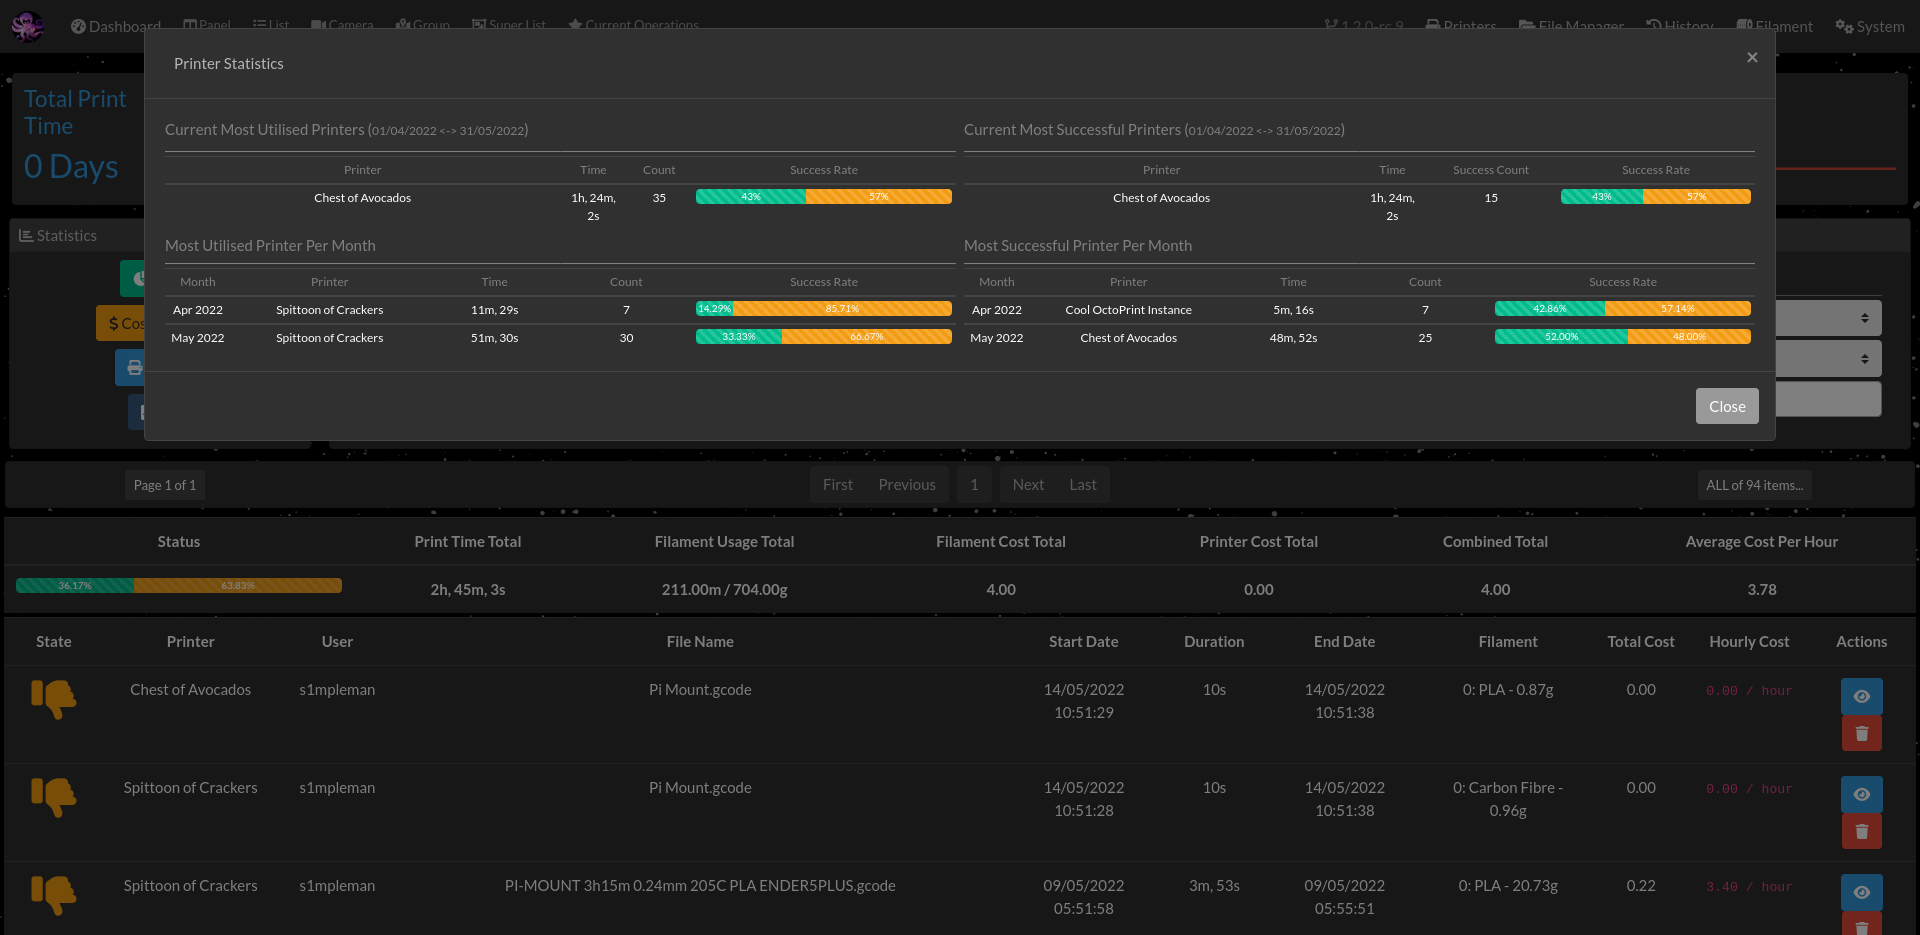 Dashboard Panel List Camera Group Super List Current Operations 1.2.0-rc.9 Printers File Manager History Filament System
Printer Statistics ×
Total Print
Time
0 Days
Current Most Utilised Printers (01/04/2022 <-> 31/05/2022)
Printer Time Count Success Rate
Chest of Avocados 1h, 24m, 35 43% 57%
2s
Current Most Successful Printers (01/04/2022 <-> 31/05/2022)
Printer Time Success Count Success Rate
Chest of Avocados 1h, 24m, 15 43% 57%
2s
Statistics
Most Utilised Printer Per Month
Month Printer Time Count Success Rate
Apr 2022 Spittoon of Crackers 11m, 29s 7 14.29% 85.71%
May 2022 Spittoon of Crackers 51m, 30s 30 33.33% 66.67%
Most Successful Printer Per Month
Month Printer Time Count Success Rate
Apr 2022 Cool OctoPrint Instance 5m, 16s 7 42.86% 57.14%
May 2022 Chest of Avocados 48m, 52s 25 52.00% 48.00%
Close
Page 1 of 1 First Previous 1 Next Last ALL of 94 items...
Status Print Time Total Filament Usage Total Filament Cost Total Printer Cost Total Combined Total Average Cost Per Hour
36.17% 63.83% 2h, 45m, 3s 211.00m / 704.00g 4.00 0.00 4.00 3.78
State Printer User File Name Start Date Duration End Date Filament Total Cost Hourly Cost Actions
Chest of Avocados s1mpleman Pi Mount.gcode 14/05/2022 10s 14/05/2022 0: PLA - 0.87g 0.00 0.00 / hour
10:51:29 10:51:38
Spittoon of Crackers s1mpleman Pi Mount.gcode 14/05/2022 10s 14/05/2022 0: Carbon Fibre - 0.00 0.00 / hour
10:51:28 10:51:38 0.96g
Spittoon of Crackers s1mpleman PI-MOUNT 3h15m 0.24mm 205C PLA ENDER5PLUS.gcode 09/05/2022 3m, 53s 09/05/2022 0: PLA - 20.73g 0.22 3.40 / hour
05:51:58 05:55:51